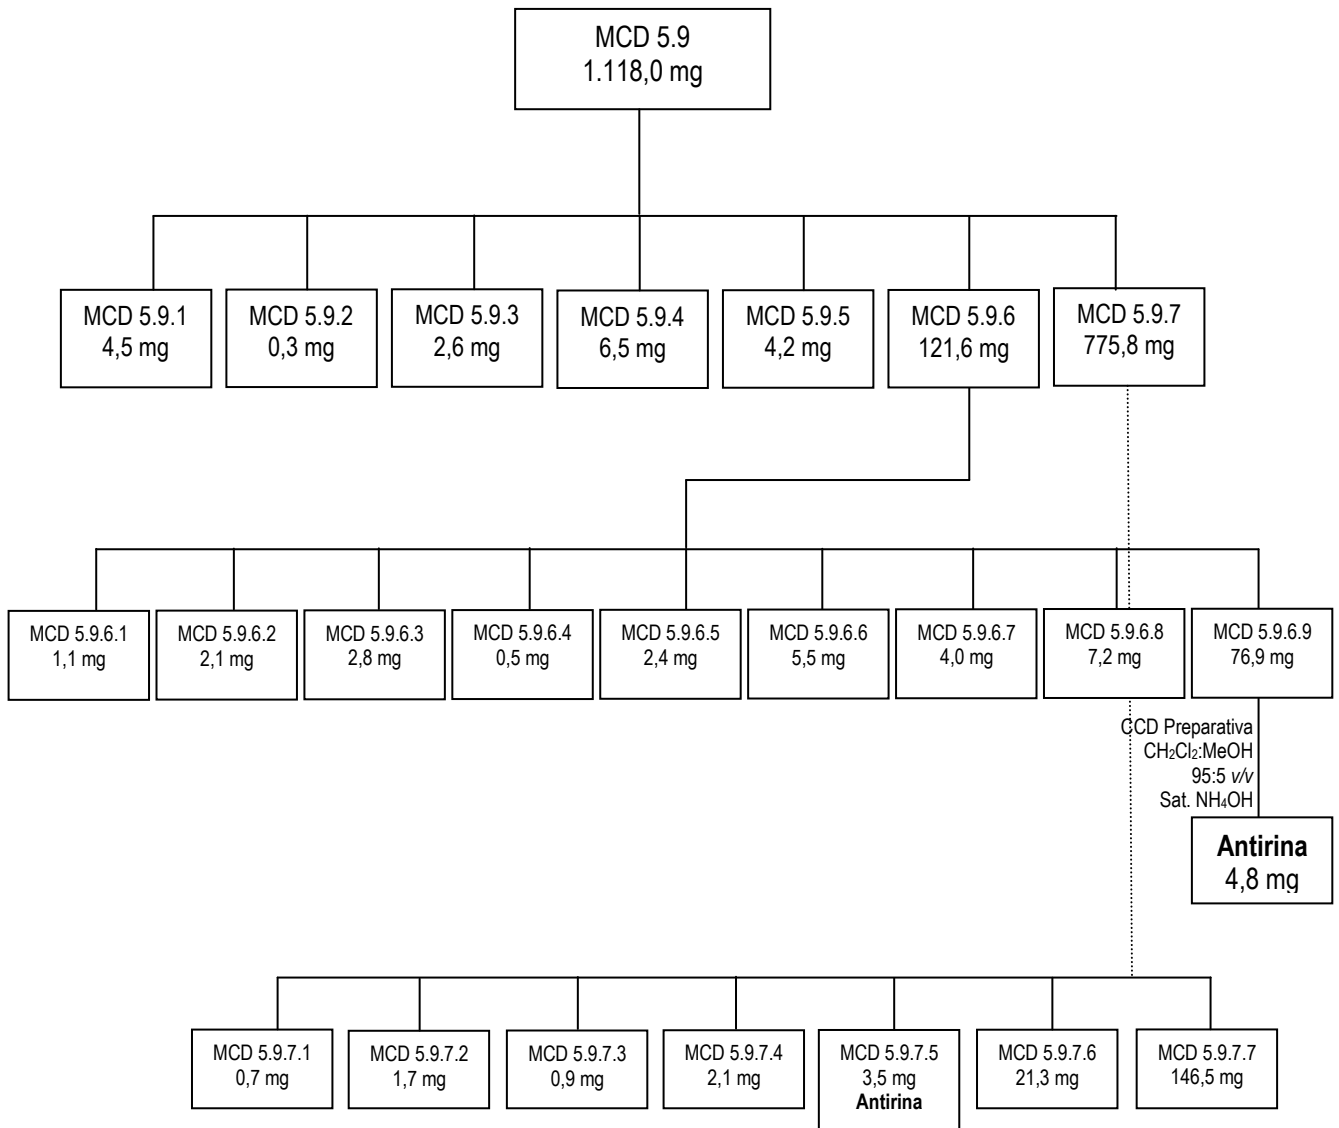 MCD 5.9
1.118,0 mg
MCD 5.9.1
4,5 mg
MCD 5.9.2
0,3 mg
MCD 5.9.3
2,6 mg
MCD 5.9.4
6,5 mg
MCD 5.9.5
4,2 mg
MCD 5.9.6
121,6 mg
MCD 5.9.7
775,8 mg
MCD 5.9.6.1
1,1 mg
MCD 5.9.6.2
2,1 mg
MCD 5.9.6.3
2,8 mg
MCD 5.9.6.4
0,5 mg
MCD 5.9.6.5
2,4 mg
MCD 5.9.6.6
5,5 mg
MCD 5.9.6.7
4,0 mg
MCD 5.9.6.8
7,2 mg
MCD 5.9.6.9
76,9 mg
CCD Preparativa
CH₂Cl₂:MeOH
95:5 v/v
Sat. NH₄OH
Antirina
4,8 mg
MCD 5.9.7.1
0,7 mg
MCD 5.9.7.2
1,7 mg
MCD 5.9.7.3
0,9 mg
MCD 5.9.7.4
2,1 mg
MCD 5.9.7.5
3,5 mg
Antirina
MCD 5.9.7.6
21,3 mg
MCD 5.9.7.7
146,5 mg